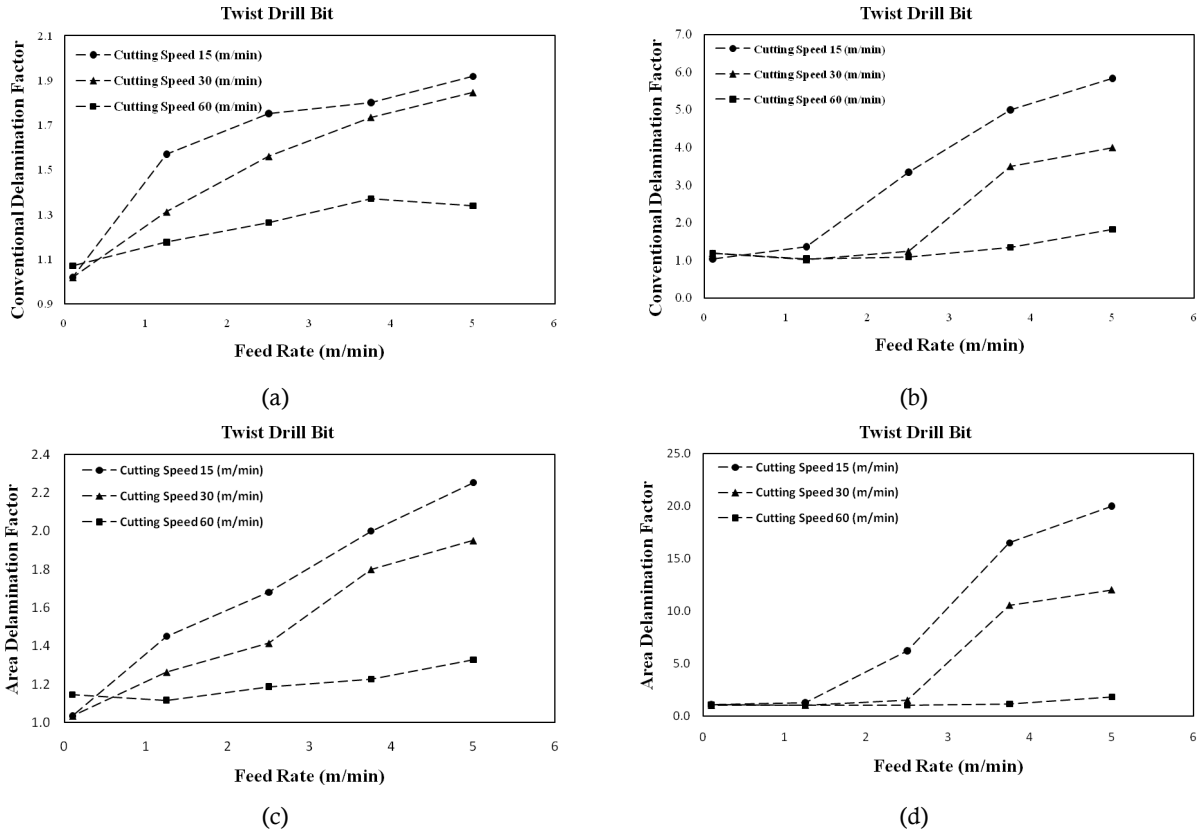 Twist Drill Bit
Conventional Delamination Factor
2.1
1.9
1.7
1.5
1.3
1.1
0.9
Cutting Speed 15 (m/min)
Cutting Speed 30 (m/min)
Cutting Speed 60 (m/min)
0 1 2 3 4 5 6
Feed Rate (m/min)
(a)
Twist Drill Bit
Conventional Delamination Factor
7.0
6.0
5.0
4.0
3.0
2.0
1.0
0.0
Cutting Speed 15 (m/min)
Cutting Speed 30 (m/min)
Cutting Speed 60 (m/min)
0 1 2 3 4 5 6
Feed Rate (m/min)
(b)
Twist Drill Bit
Area Delamination Factor
2.4
2.2
2.0
1.8
1.6
1.4
1.2
1.0
Cutting Speed 15 (m/min)
Cutting Speed 30 (m/min)
Cutting Speed 60 (m/min)
0 1 2 3 4 5 6
Feed Rate (m/min)
(c)
Twist Drill Bit
Area Delamination Factor
25.0
20.0
15.0
10.0
5.0
0.0
Cutting Speed 15 (m/min)
Cutting Speed 30 (m/min)
Cutting Speed 60 (m/min)
0 1 2 3 4 5 6
Feed Rate (m/min)
(d)